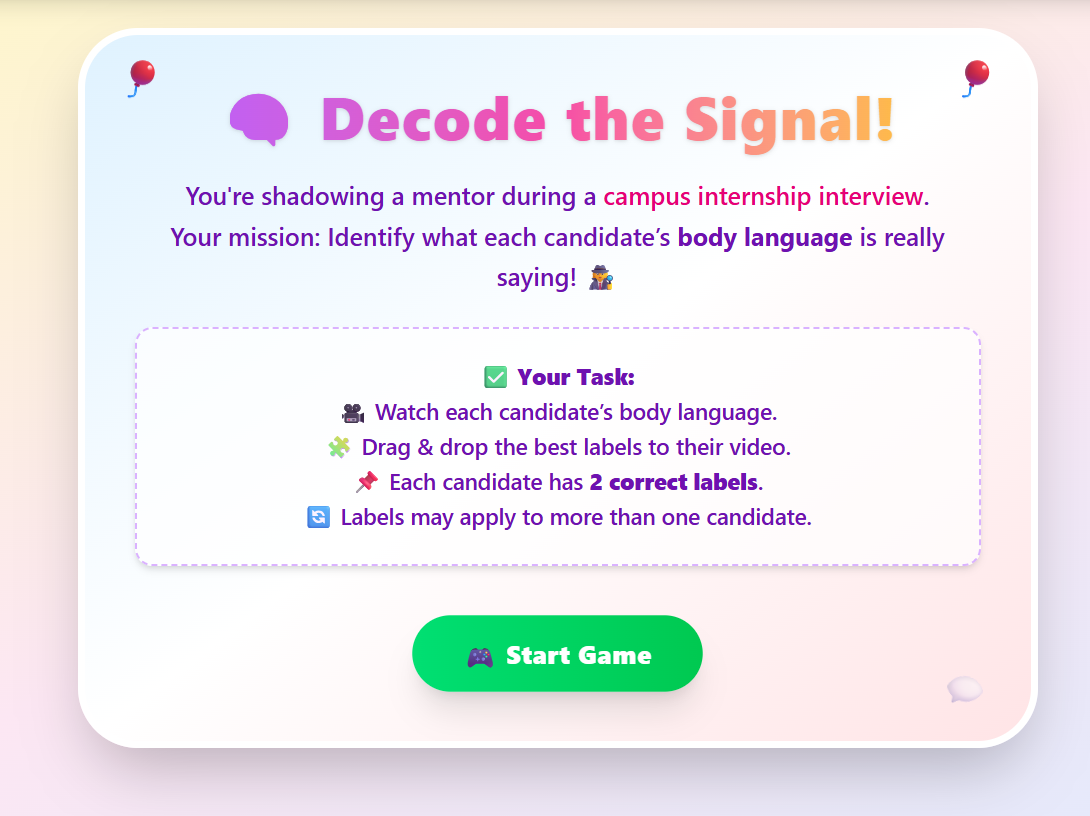 Decode the Signal!
You're shadowing a mentor during a campus internship interview.
Your mission: Identify what each candidate’s body language is really
saying!
Your Task:
Watch each candidate’s body language.
Drag & drop the best labels to their video.
Each candidate has 2 correct labels.
Labels may apply to more than one candidate.
Start Game